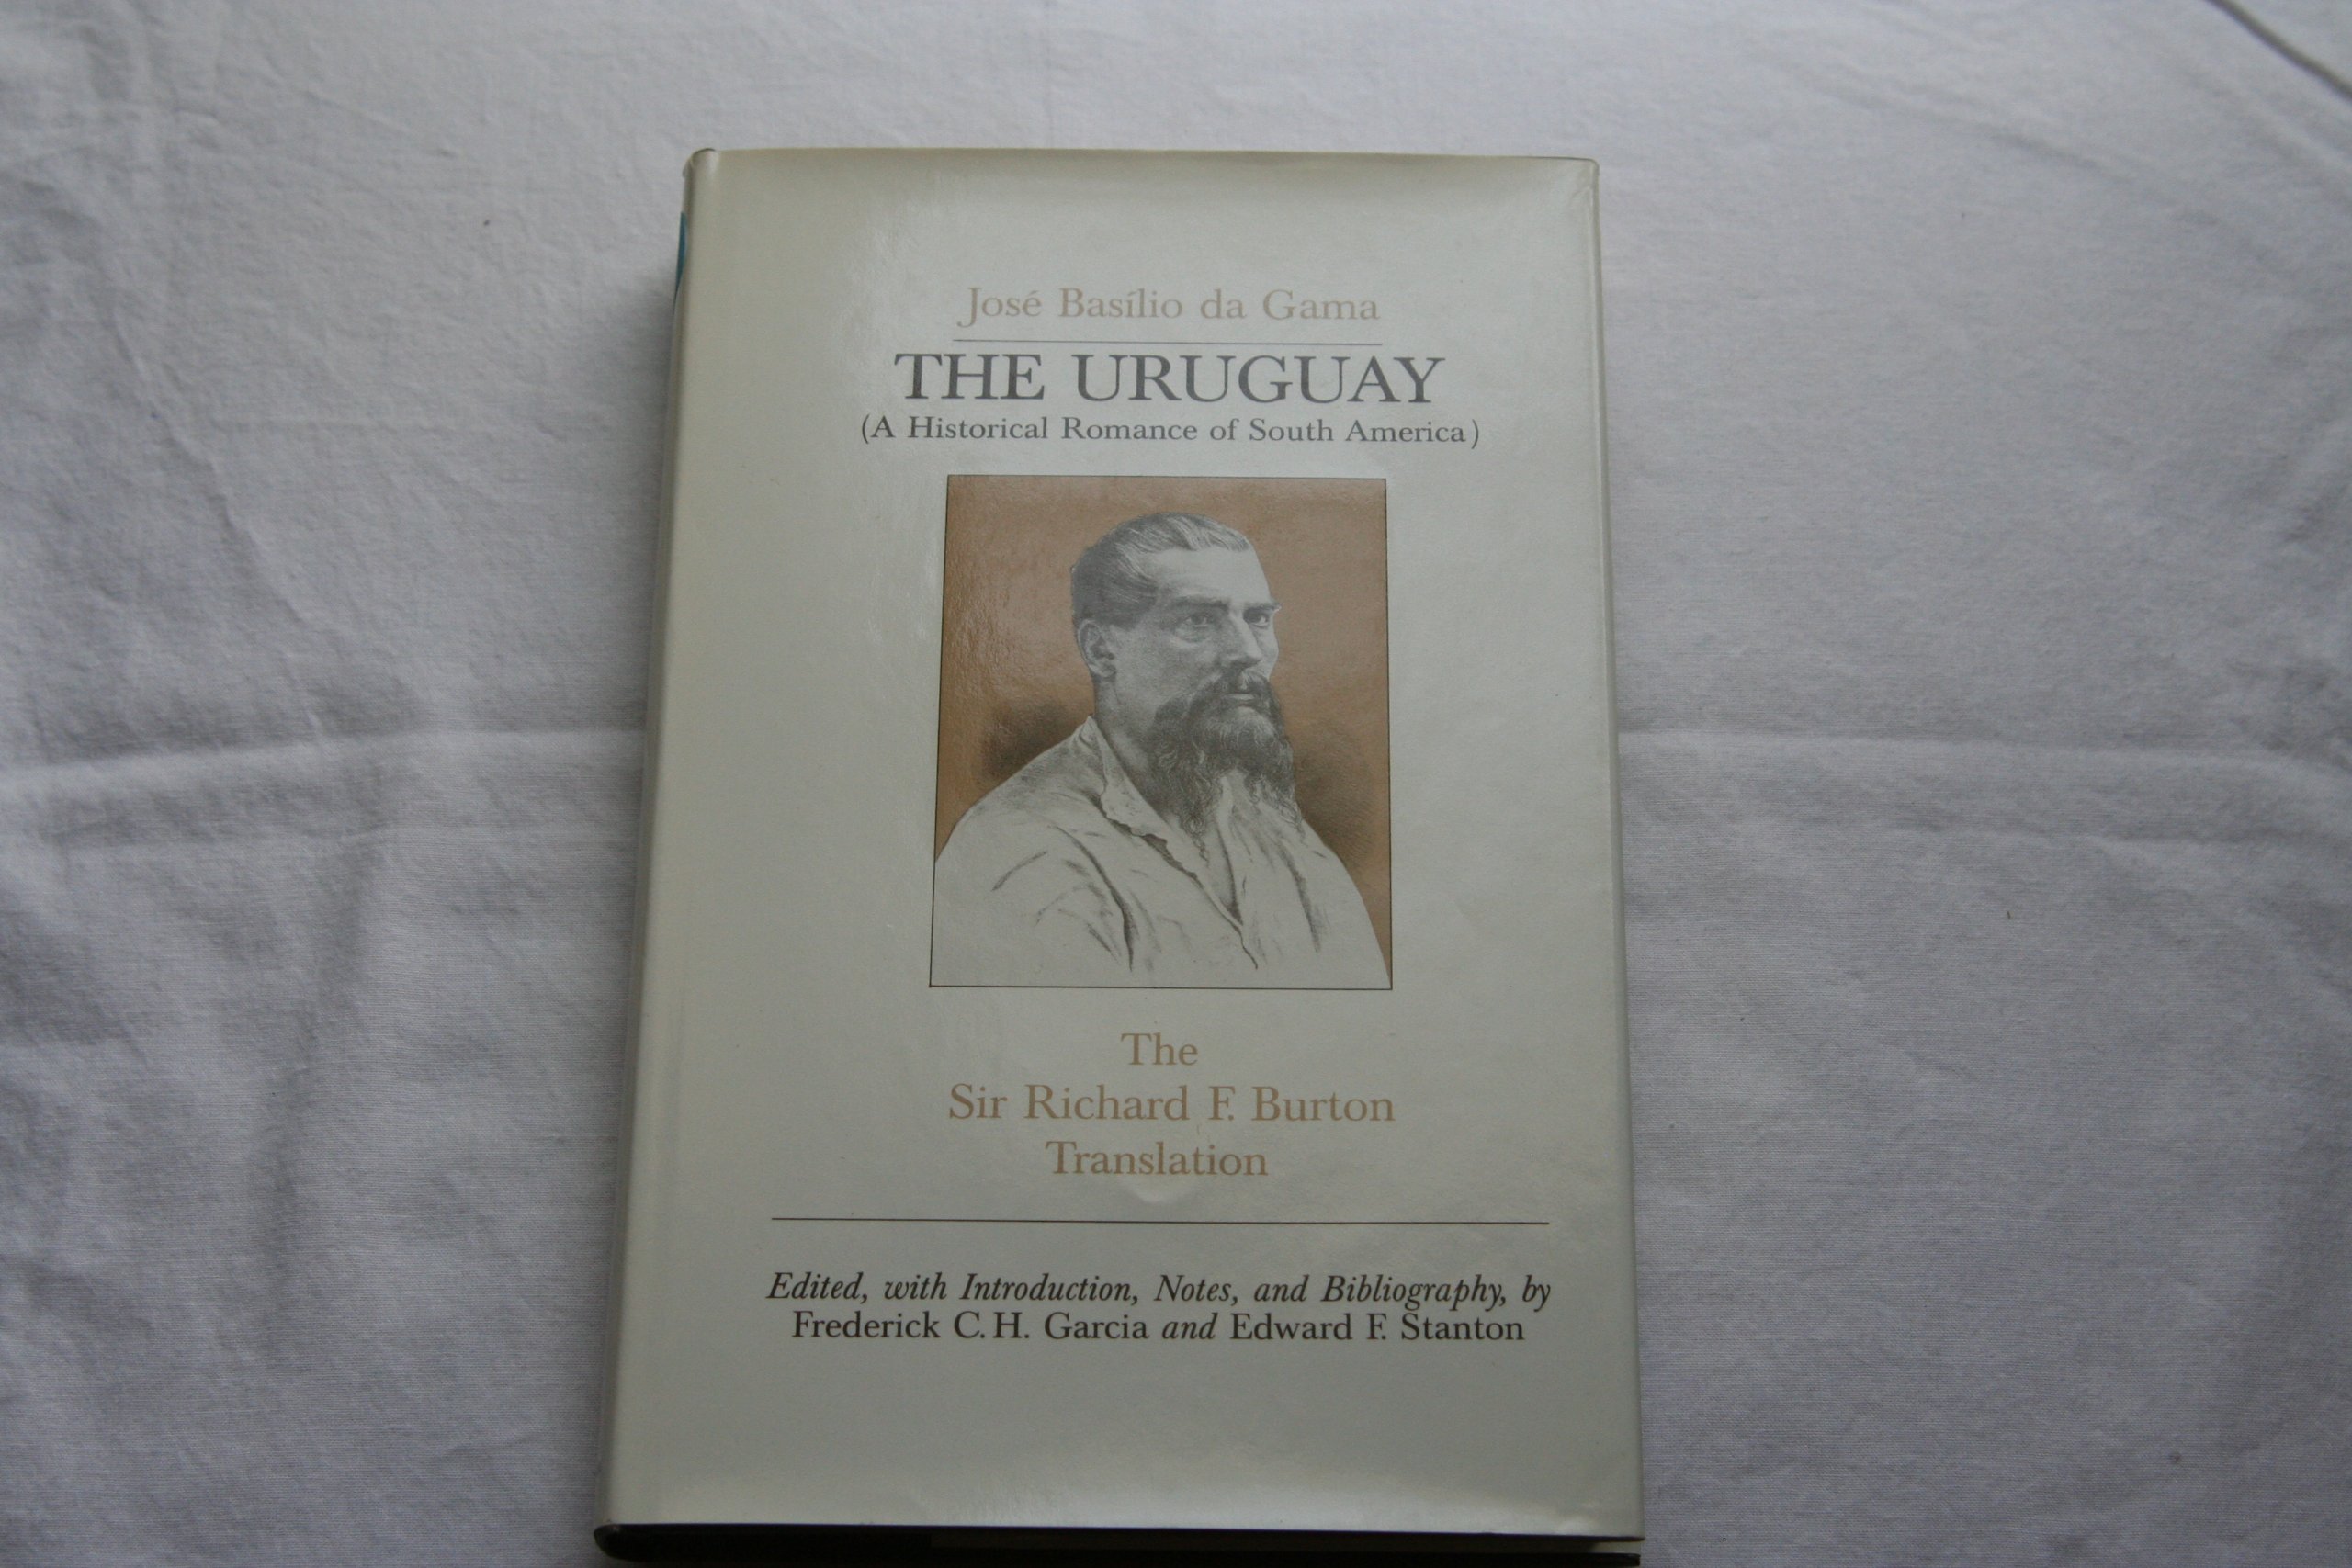 José Basílio da Gama
THE URUGUAY
(A Historical Romance of South America)
The
Sir Richard F. Burton
Translation
Edited, with Introduction, Notes, and Bibliography, by
Frederick C. H. Garcia and Edward F. Stanton